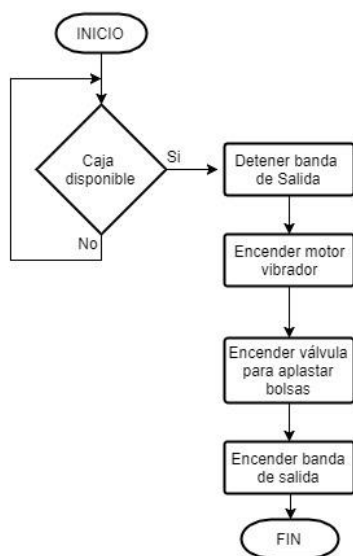 INICIO
Caja
disponible
Si
No
Detener banda
de Salida
Encender motor
vibrador
Encender válvula
para aplastar
bolsas
Encender banda
de salida
FIN